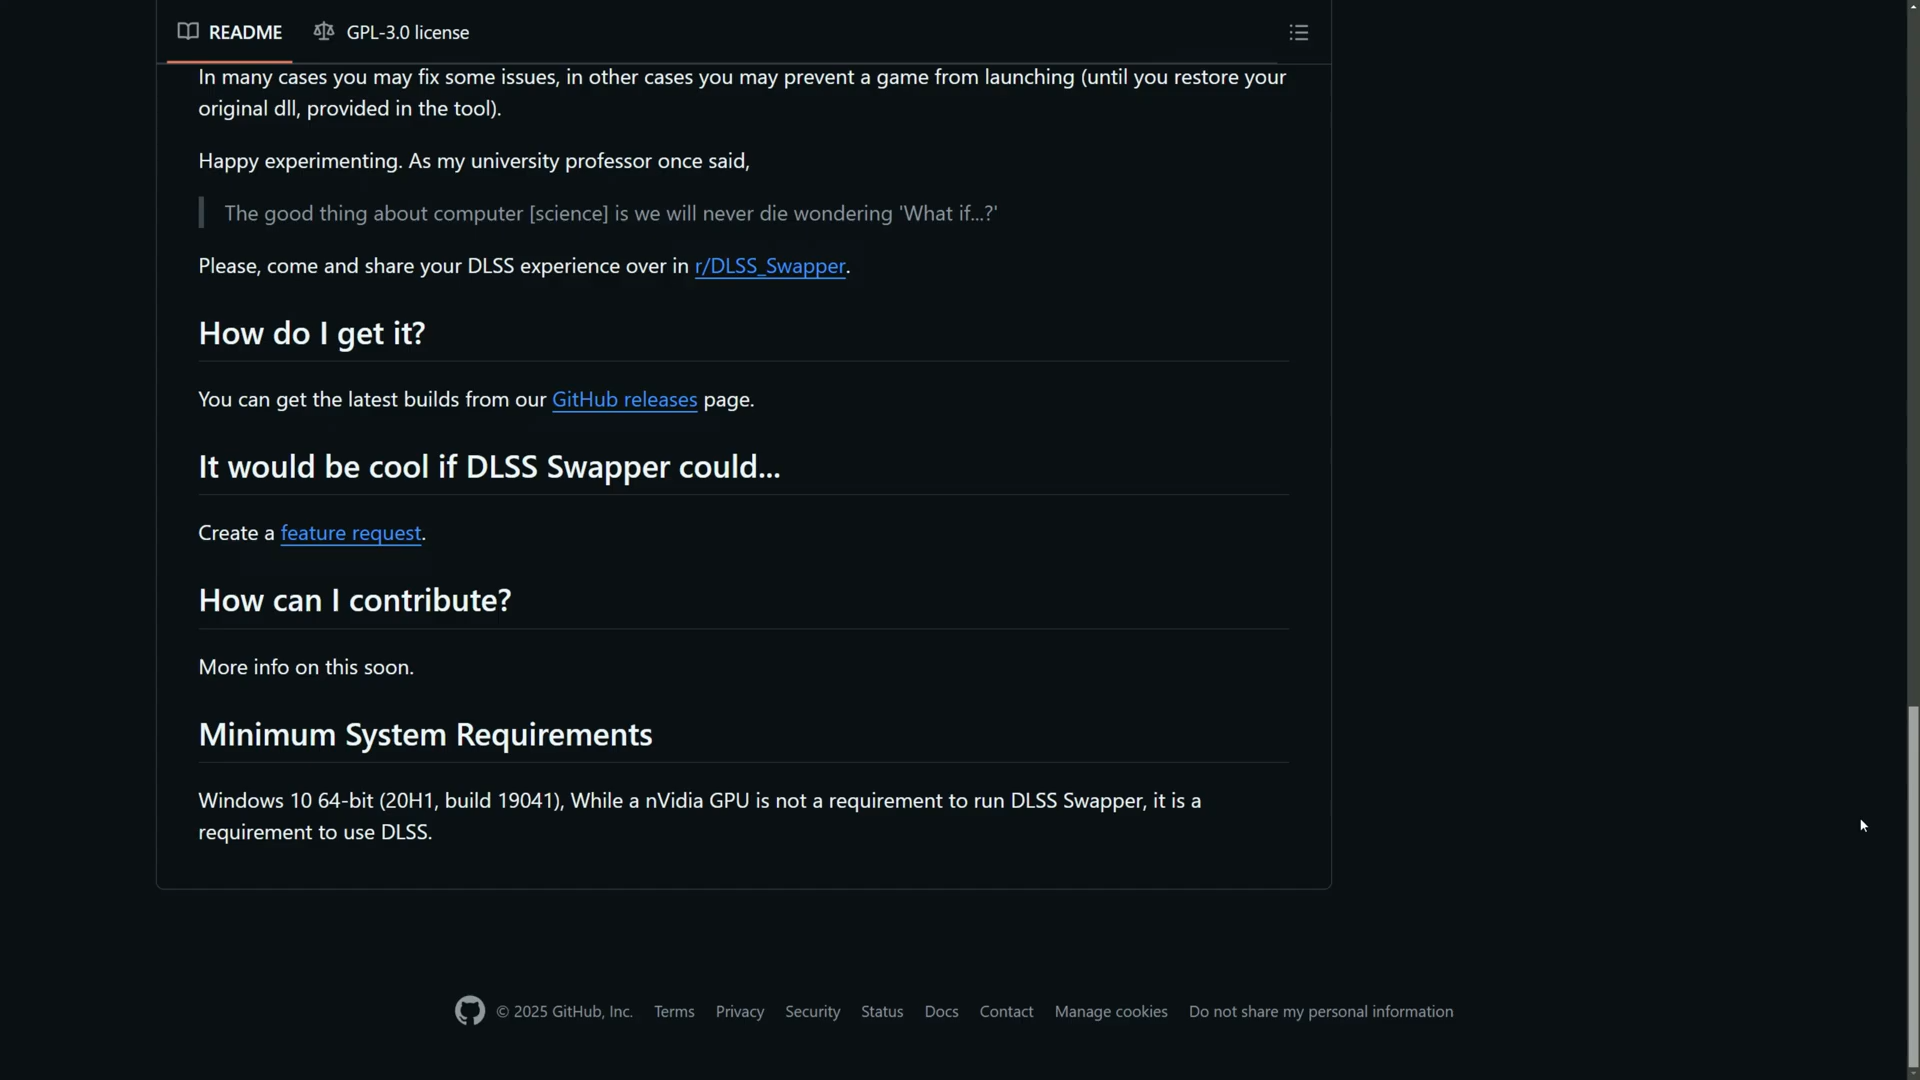 README GPL-3.0 license
In many cases you may fix some issues, in other cases you may prevent a game from launching (until you restore your
original dll, provided in the tool).
Happy experimenting. As my university professor once said,
The good thing about computer [science] is we will never die wondering 'What if...?'
Please, come and share your DLSS experience over in r/DLSS_Swapper.
How do I get it?
You can get the latest builds from our GitHub releases page.
It would be cool if DLSS Swapper could...
Create a feature request.
How can I contribute?
More info on this soon.
Minimum System Requirements
Windows 10 64-bit (20H1, build 19041), While a nVidia GPU is not a requirement to run DLSS Swapper, it is a
requirement to use DLSS.
© 2025 GitHub, Inc. Terms Privacy Security Status Docs Contact Manage cookies Do not share my personal information